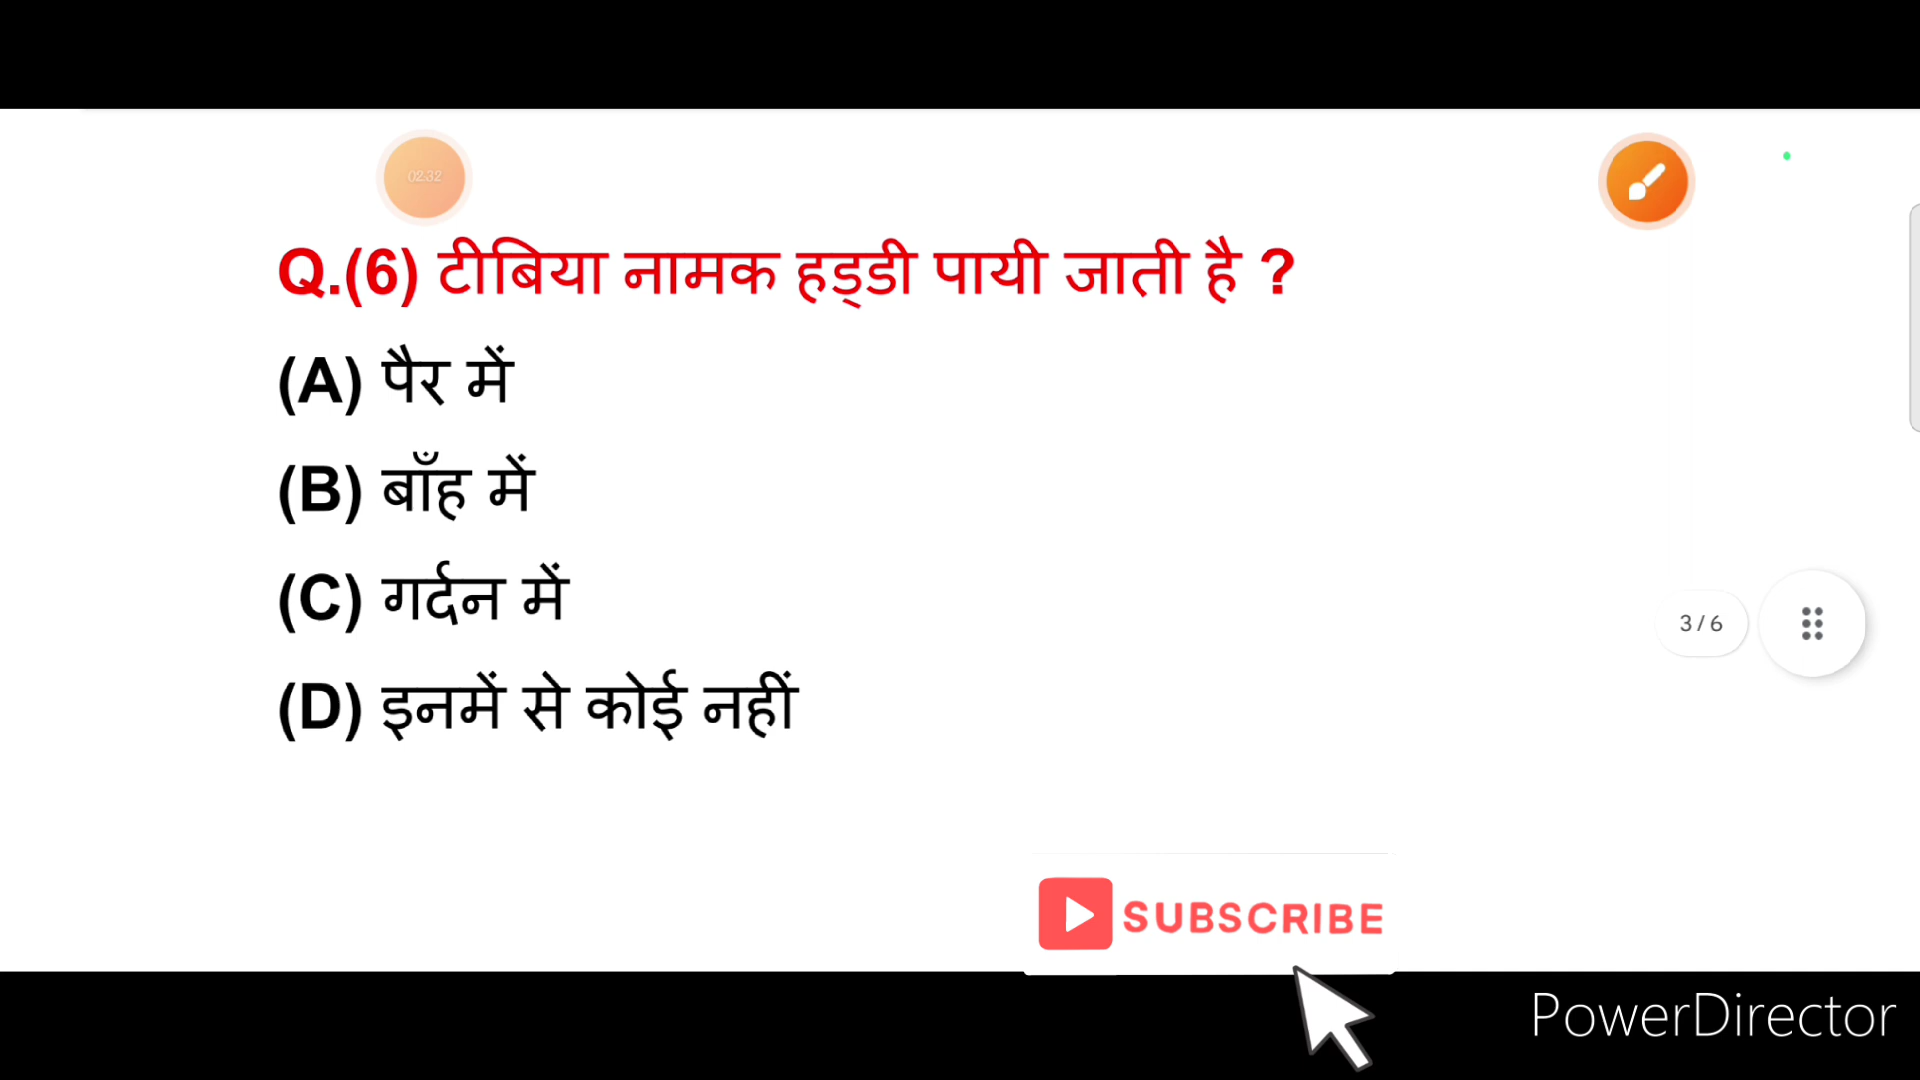 02:32
Q.(6) टीबिया नामक हड्डी पायी जाती है ?
(A) पैर में
(B) बाँह में
(C) गर्दन में
(D) इनमें से कोई नहीं
3 / 6
SUBSCRIBE
PowerDirector